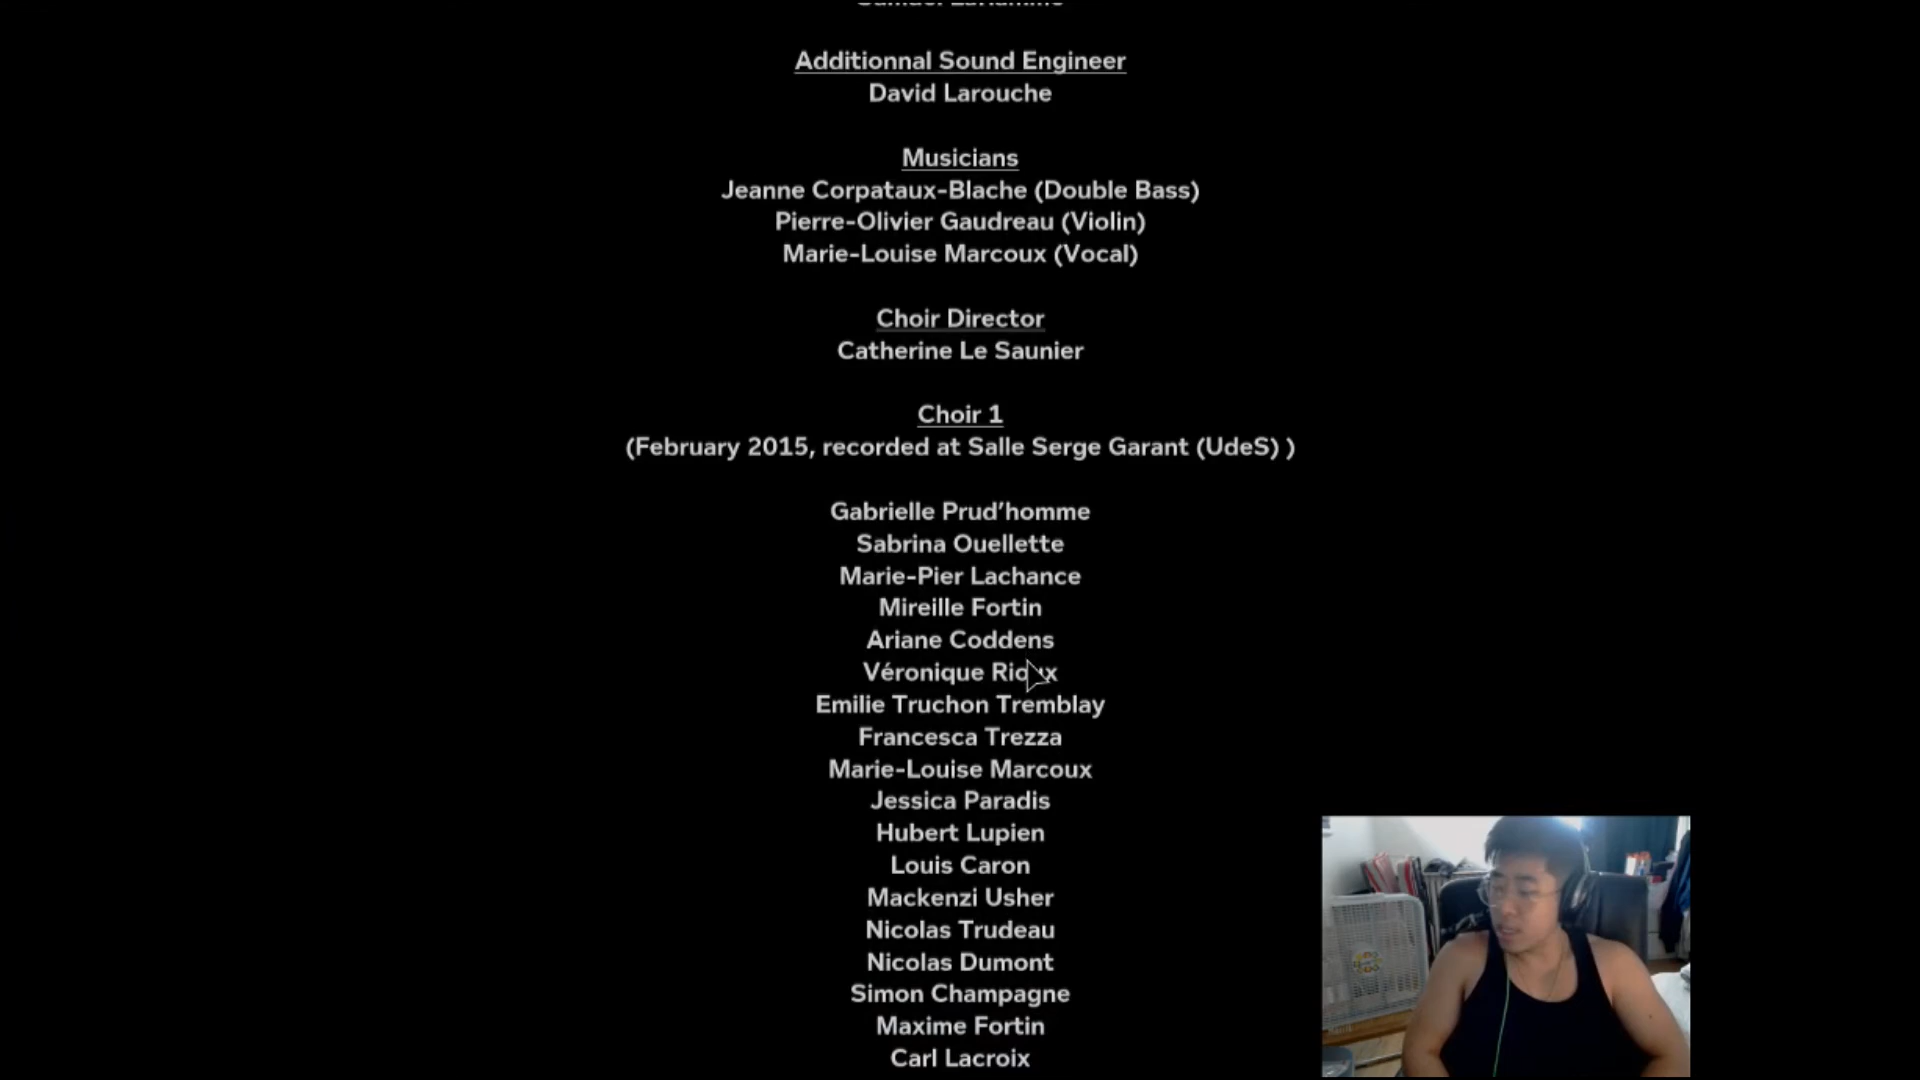 Additionnal Sound Engineer
David Larouche
Musicians
Jeanne Corpataux-Blache (Double Bass)
Pierre-Olivier Gaudreau (Violin)
Marie-Louise Marcoux (Vocal)
Choir Director
Catherine Le Saunier
Choir 1
(February 2015, recorded at Salle Serge Garant (UdeS) )
Gabrielle Prud’homme
Sabrina Ouellette
Marie-Pier Lachance
Mireille Fortin
Ariane Coddens
Véronique Rioux
Emilie Truchon Tremblay
Francesca Trezza
Marie-Louise Marcoux
Jessica Paradis
Hubert Lupien
Louis Caron
Mackenzi Usher
Nicolas Trudeau
Nicolas Dumont
Simon Champagne
Maxime Fortin
Carl Lacroix